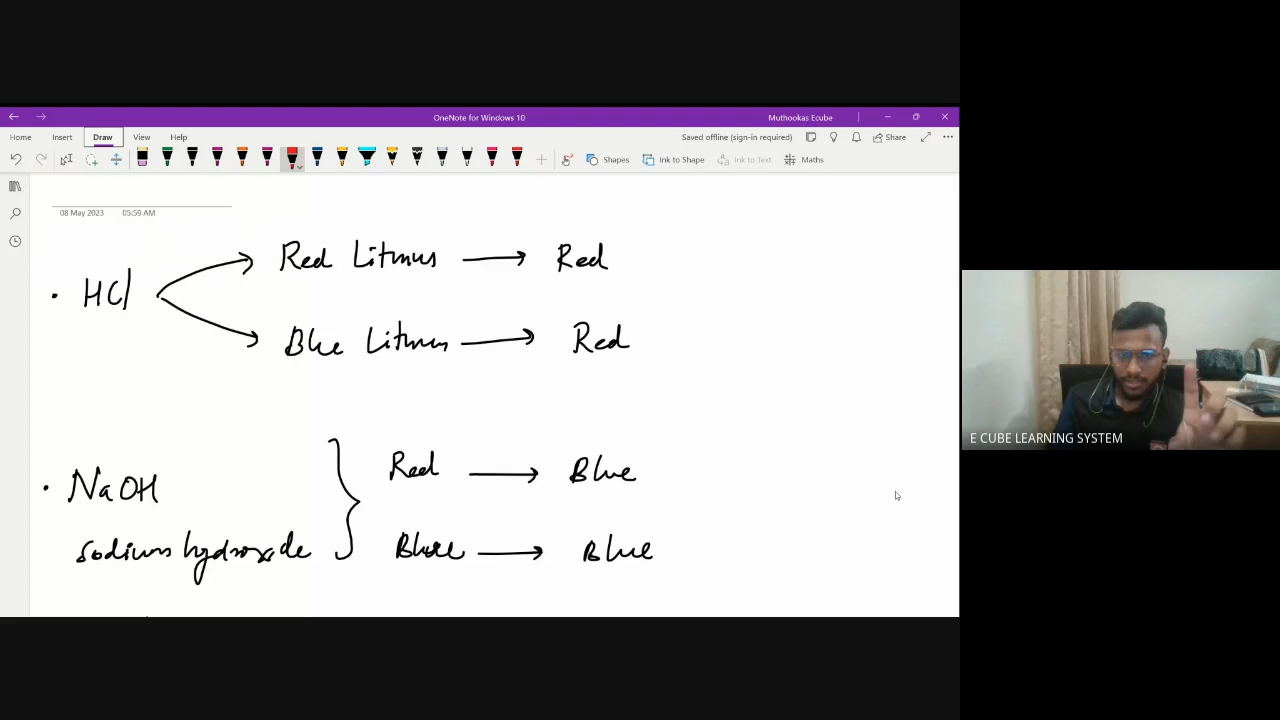 OneNote for Windows 10
Muthookas Ecube
Home Insert Draw View Help
Saved offline (sign-in required)
Share
Shapes
Ink to Shape
Ink to Text
Maths
08 May 2023 05:59 AM
Red Litmus → Red
• HCl
Blue Litmus → Red
Red → Blue
• NaOH
sodium hydroxide } Blue → Blue
E CUBE LEARNING SYSTEM